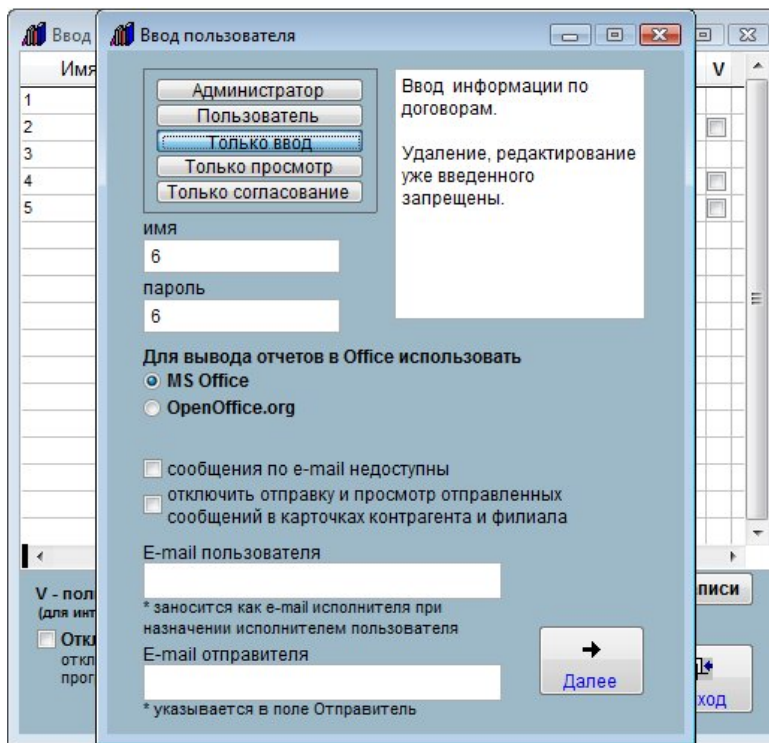 Ввод
Ввод пользователя
Имя
V
1
2
3
4
5
Администратор
Пользователь
Только ввод
Только просмотр
Только согласование
Ввод информации по
договорам.
Удаление, редактирование
уже введенного
запрещены.
имя
6
пароль
6
Для вывода отчетов в Office использовать
MS Office
OpenOffice.org
сообщения по e-mail недоступны
отключить отправку и просмотр отправленных
сообщений в карточках контрагента и филиала
E-mail пользователя
* заносится как e-mail исполнителя при
назначении исполнителем пользователя
E-mail отправителя
* указывается в поле Отправитель
Далее
V - пол
(для инт
Откл
откл
прог
писи
ход